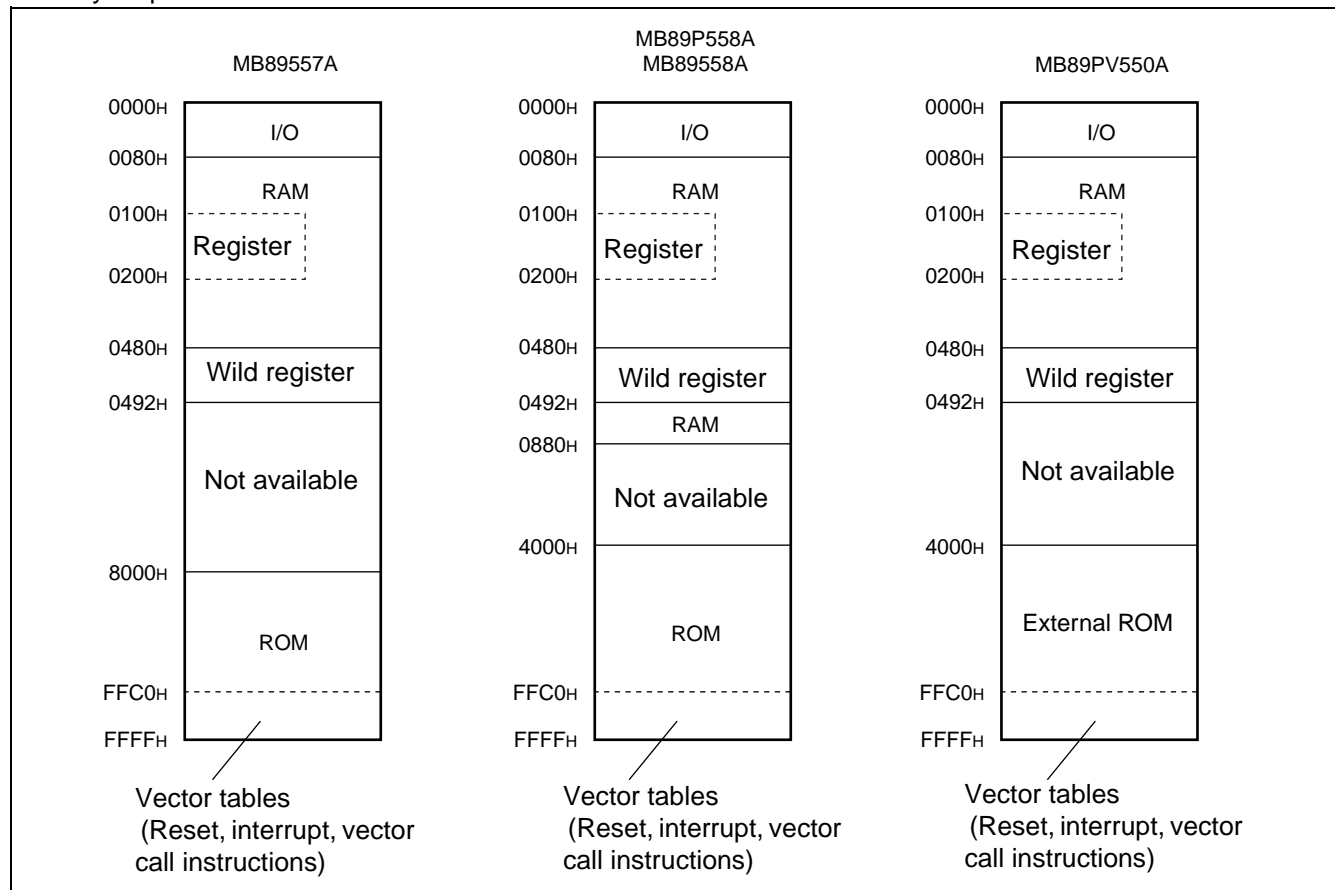 MB89557A
0000H
I/O
0080H
RAM
0100H
Register
0200H
0480H
Wild register
0492H
Not available
8000H
ROM
FFC0H
FFFFH
Vector tables
(Reset, interrupt, vector
call instructions)
MB89P558A
MB89558A
0000H
I/O
0080H
RAM
0100H
Register
0200H
0480H
Wild register
0492H
RAM
0880H
Not available
4000H
ROM
FFC0H
FFFFH
Vector tables
(Reset, interrupt, vector
call instructions)
MB89PV550A
0000H
I/O
0080H
RAM
0100H
Register
0200H
0480H
Wild register
0492H
Not available
4000H
External ROM
FFC0H
FFFFH
Vector tables
(Reset, interrupt, vector
call instructions)